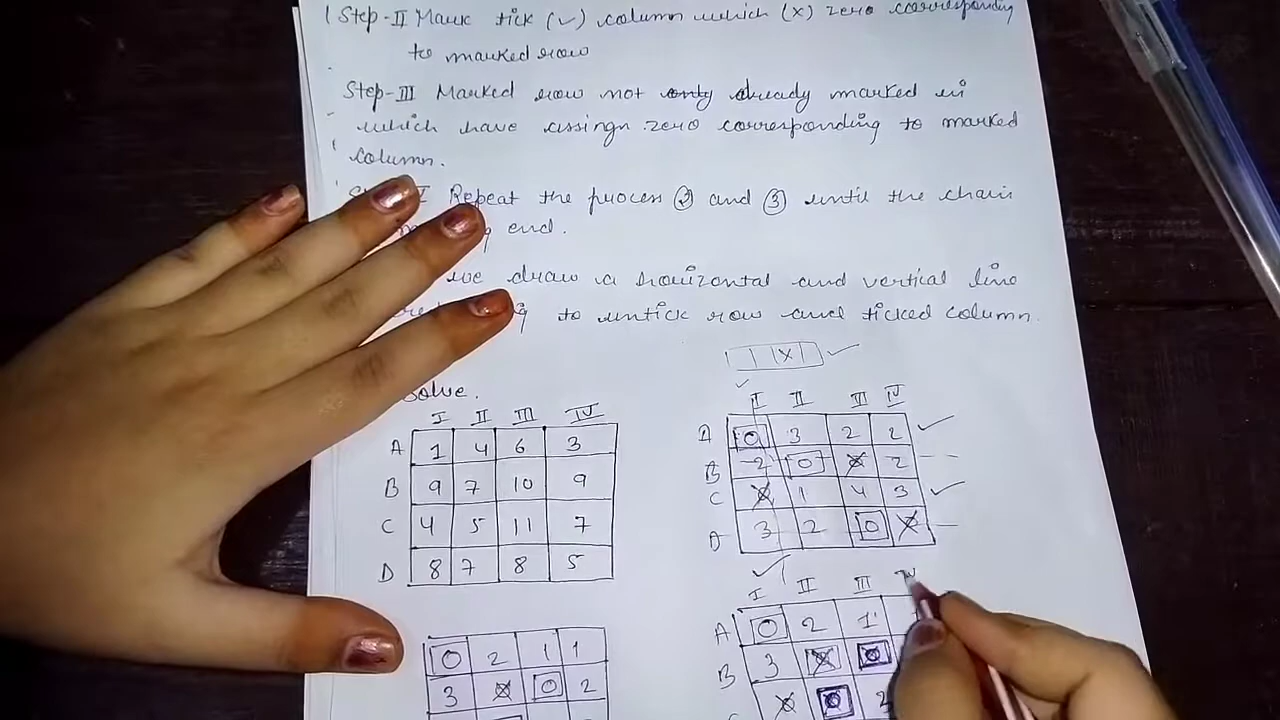 Step-II Mark tick (✓) column which (x) zero corresponding
to marked row
Step-III Marked row not only already marked in
which have assingn zero corresponding to marked
column.
Repeat the process ② and ③ until the chain
end.
we draw a horizontal and vertical line
to untick row and ticked column.
Solve.
I II III IV
A 1 4 6 3
B 9 7 10 9
C 4 5 11 7
D 8 7 8 5
x ✓
✓
I II III IV
A 0 3 2 2 ✓
B 2 0 x 2
C x 1 4 3 ✓
D 3 2 0 x
✓
0 2 1 1
3 x 0 2
I II III IV
A 0 2 1
B 3